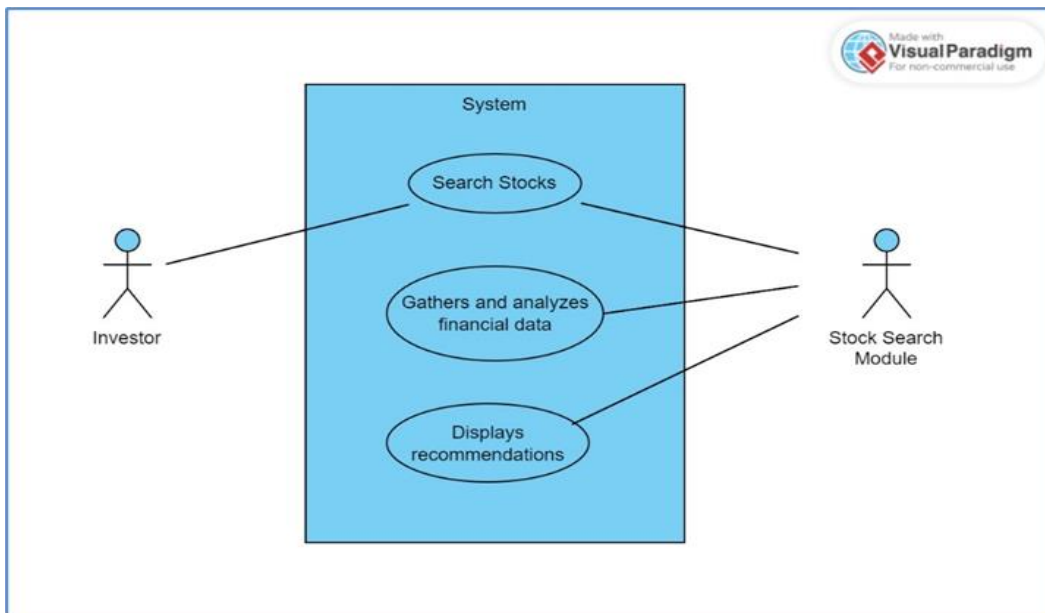 Made with
Visual Paradigm
For non-commercial use
System
Search Stocks
Gathers and analyzes
financial data
Investor
Stock Search
Module
Displays
recommendations